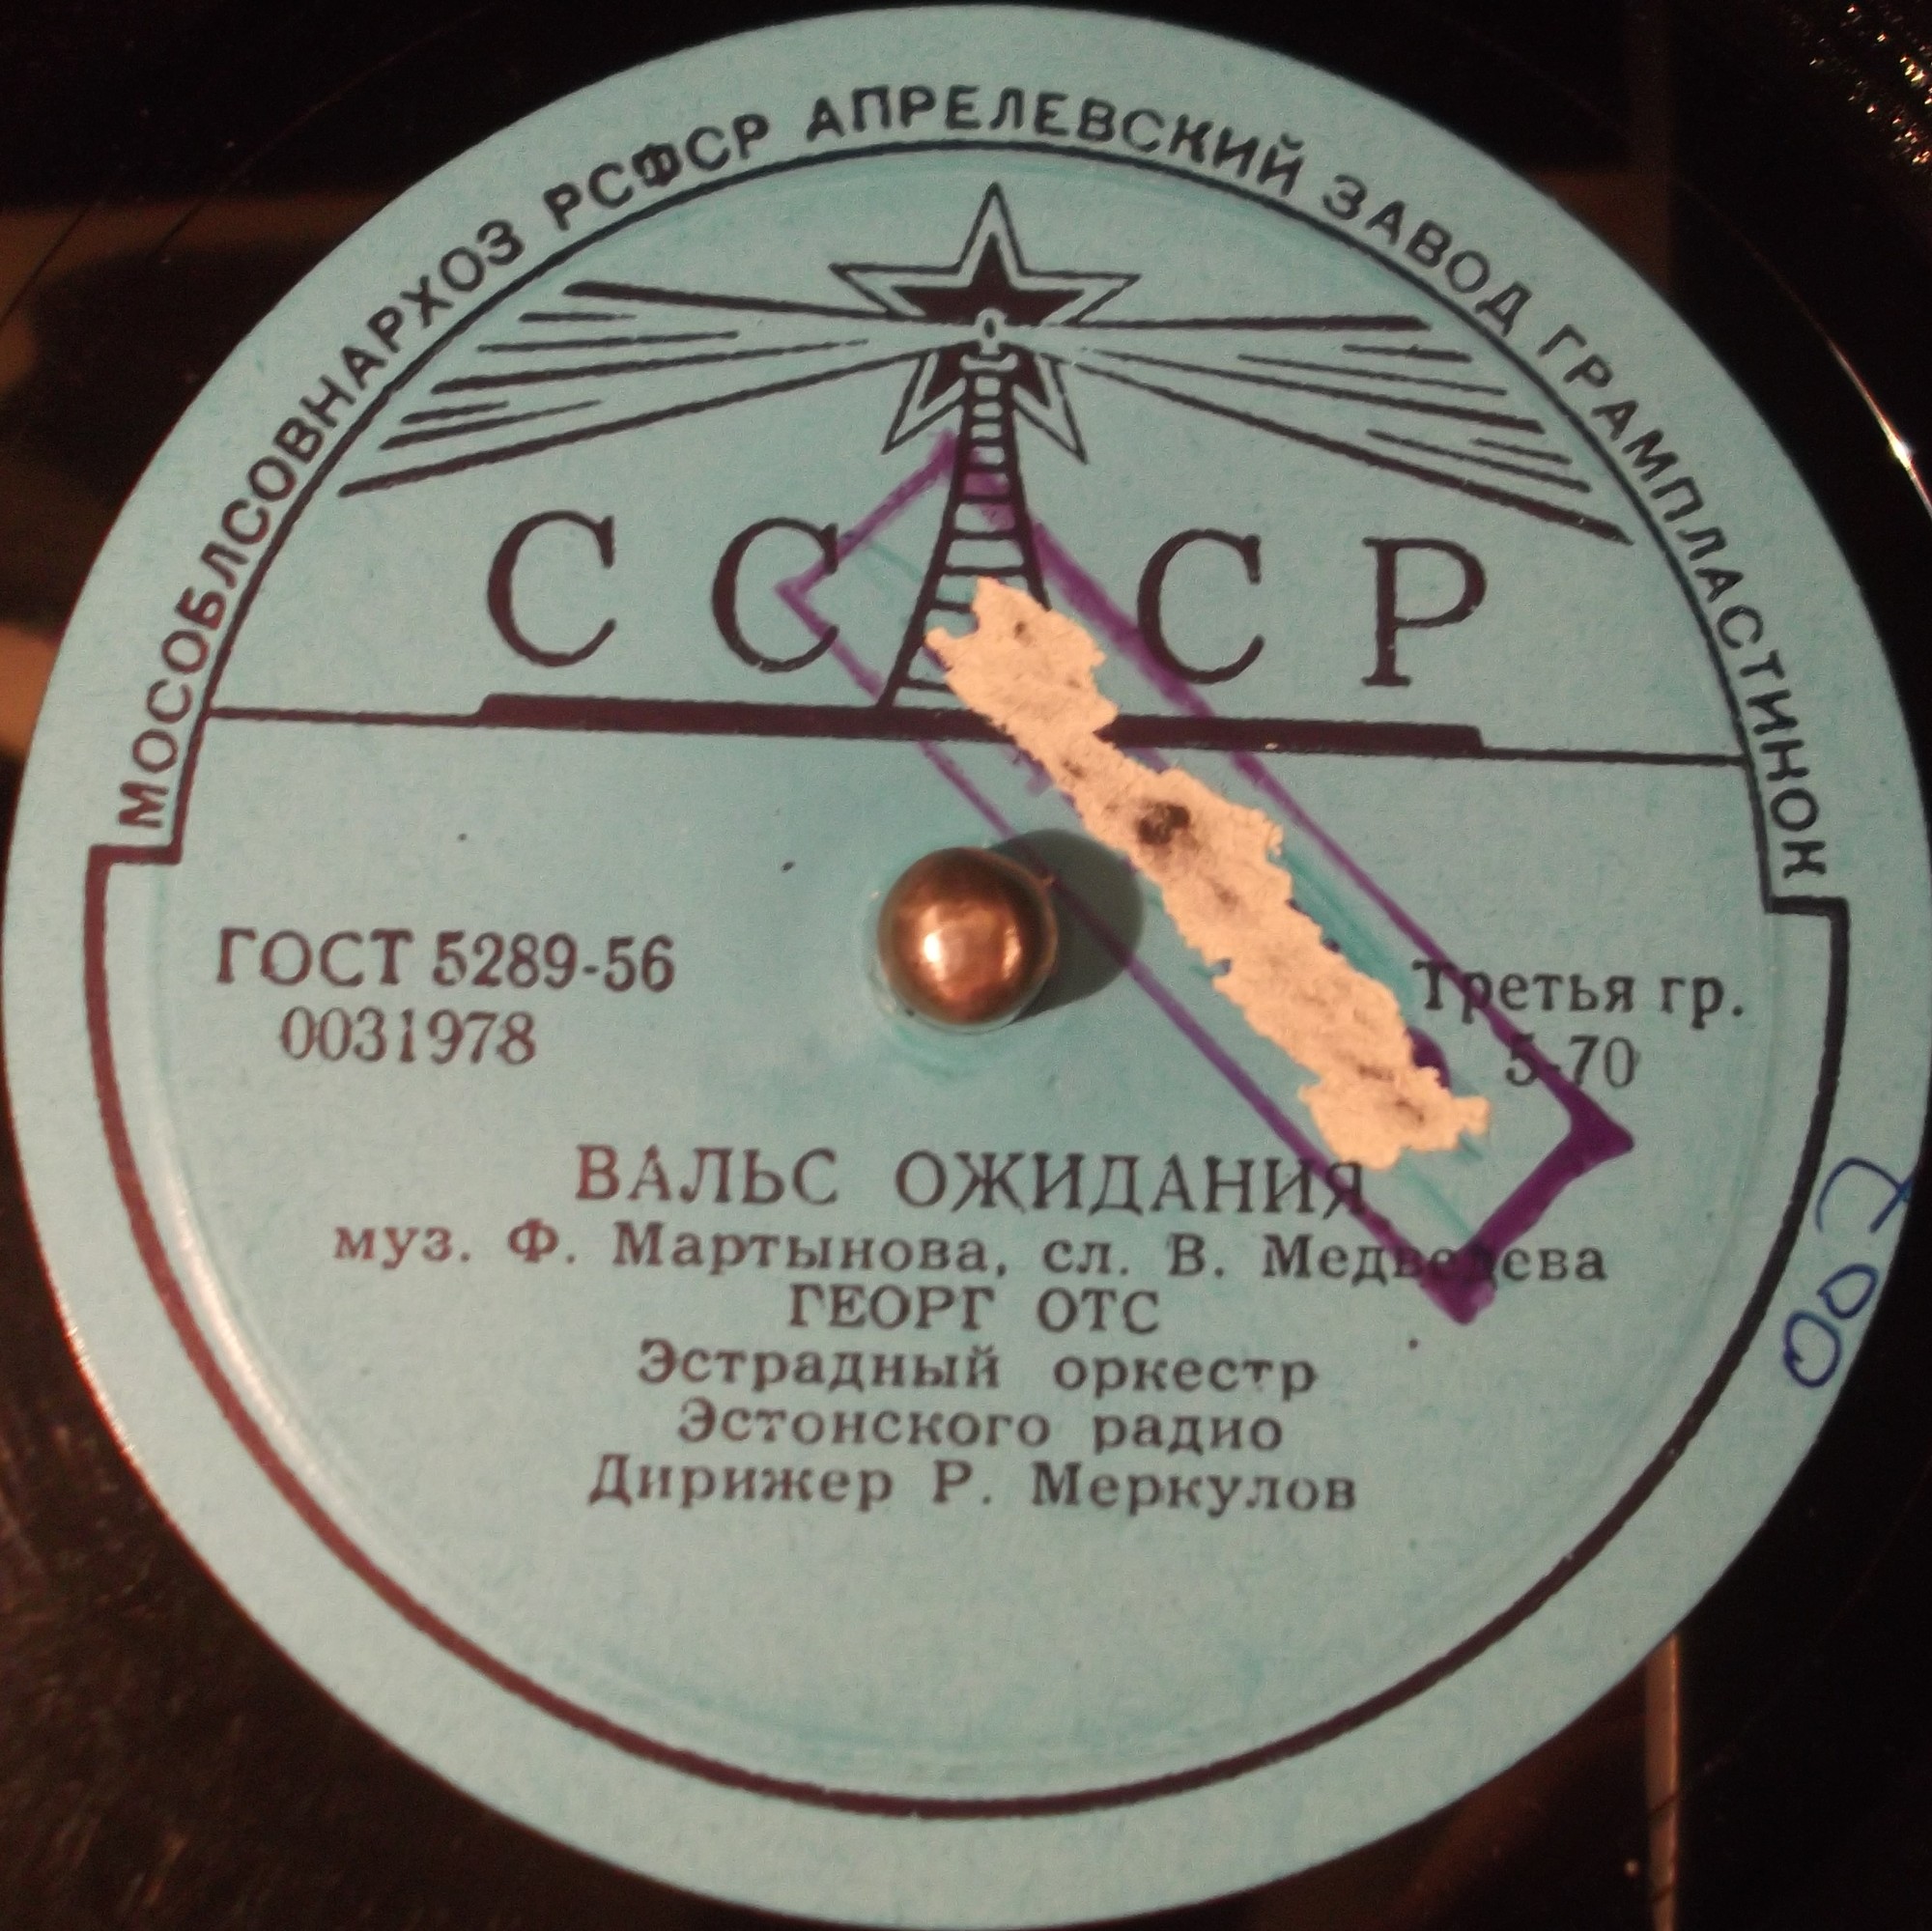 МОСОБЛСОВНАРХОЗ РСФСР АПРЕЛЕВСКИЙ ЗАВОД ГРАМПЛАСТИНОК
СССР
ГОСТ 5289-56
0031978
Третья гр.
5-70
ВАЛЬС ОЖИДАНИЯ
муз. Ф. Мартынова, сл. В. Медведева
ГЕОРГ ОТС
Эстрадный оркестр
Эстонского радио
Дирижер Р. Меркулов